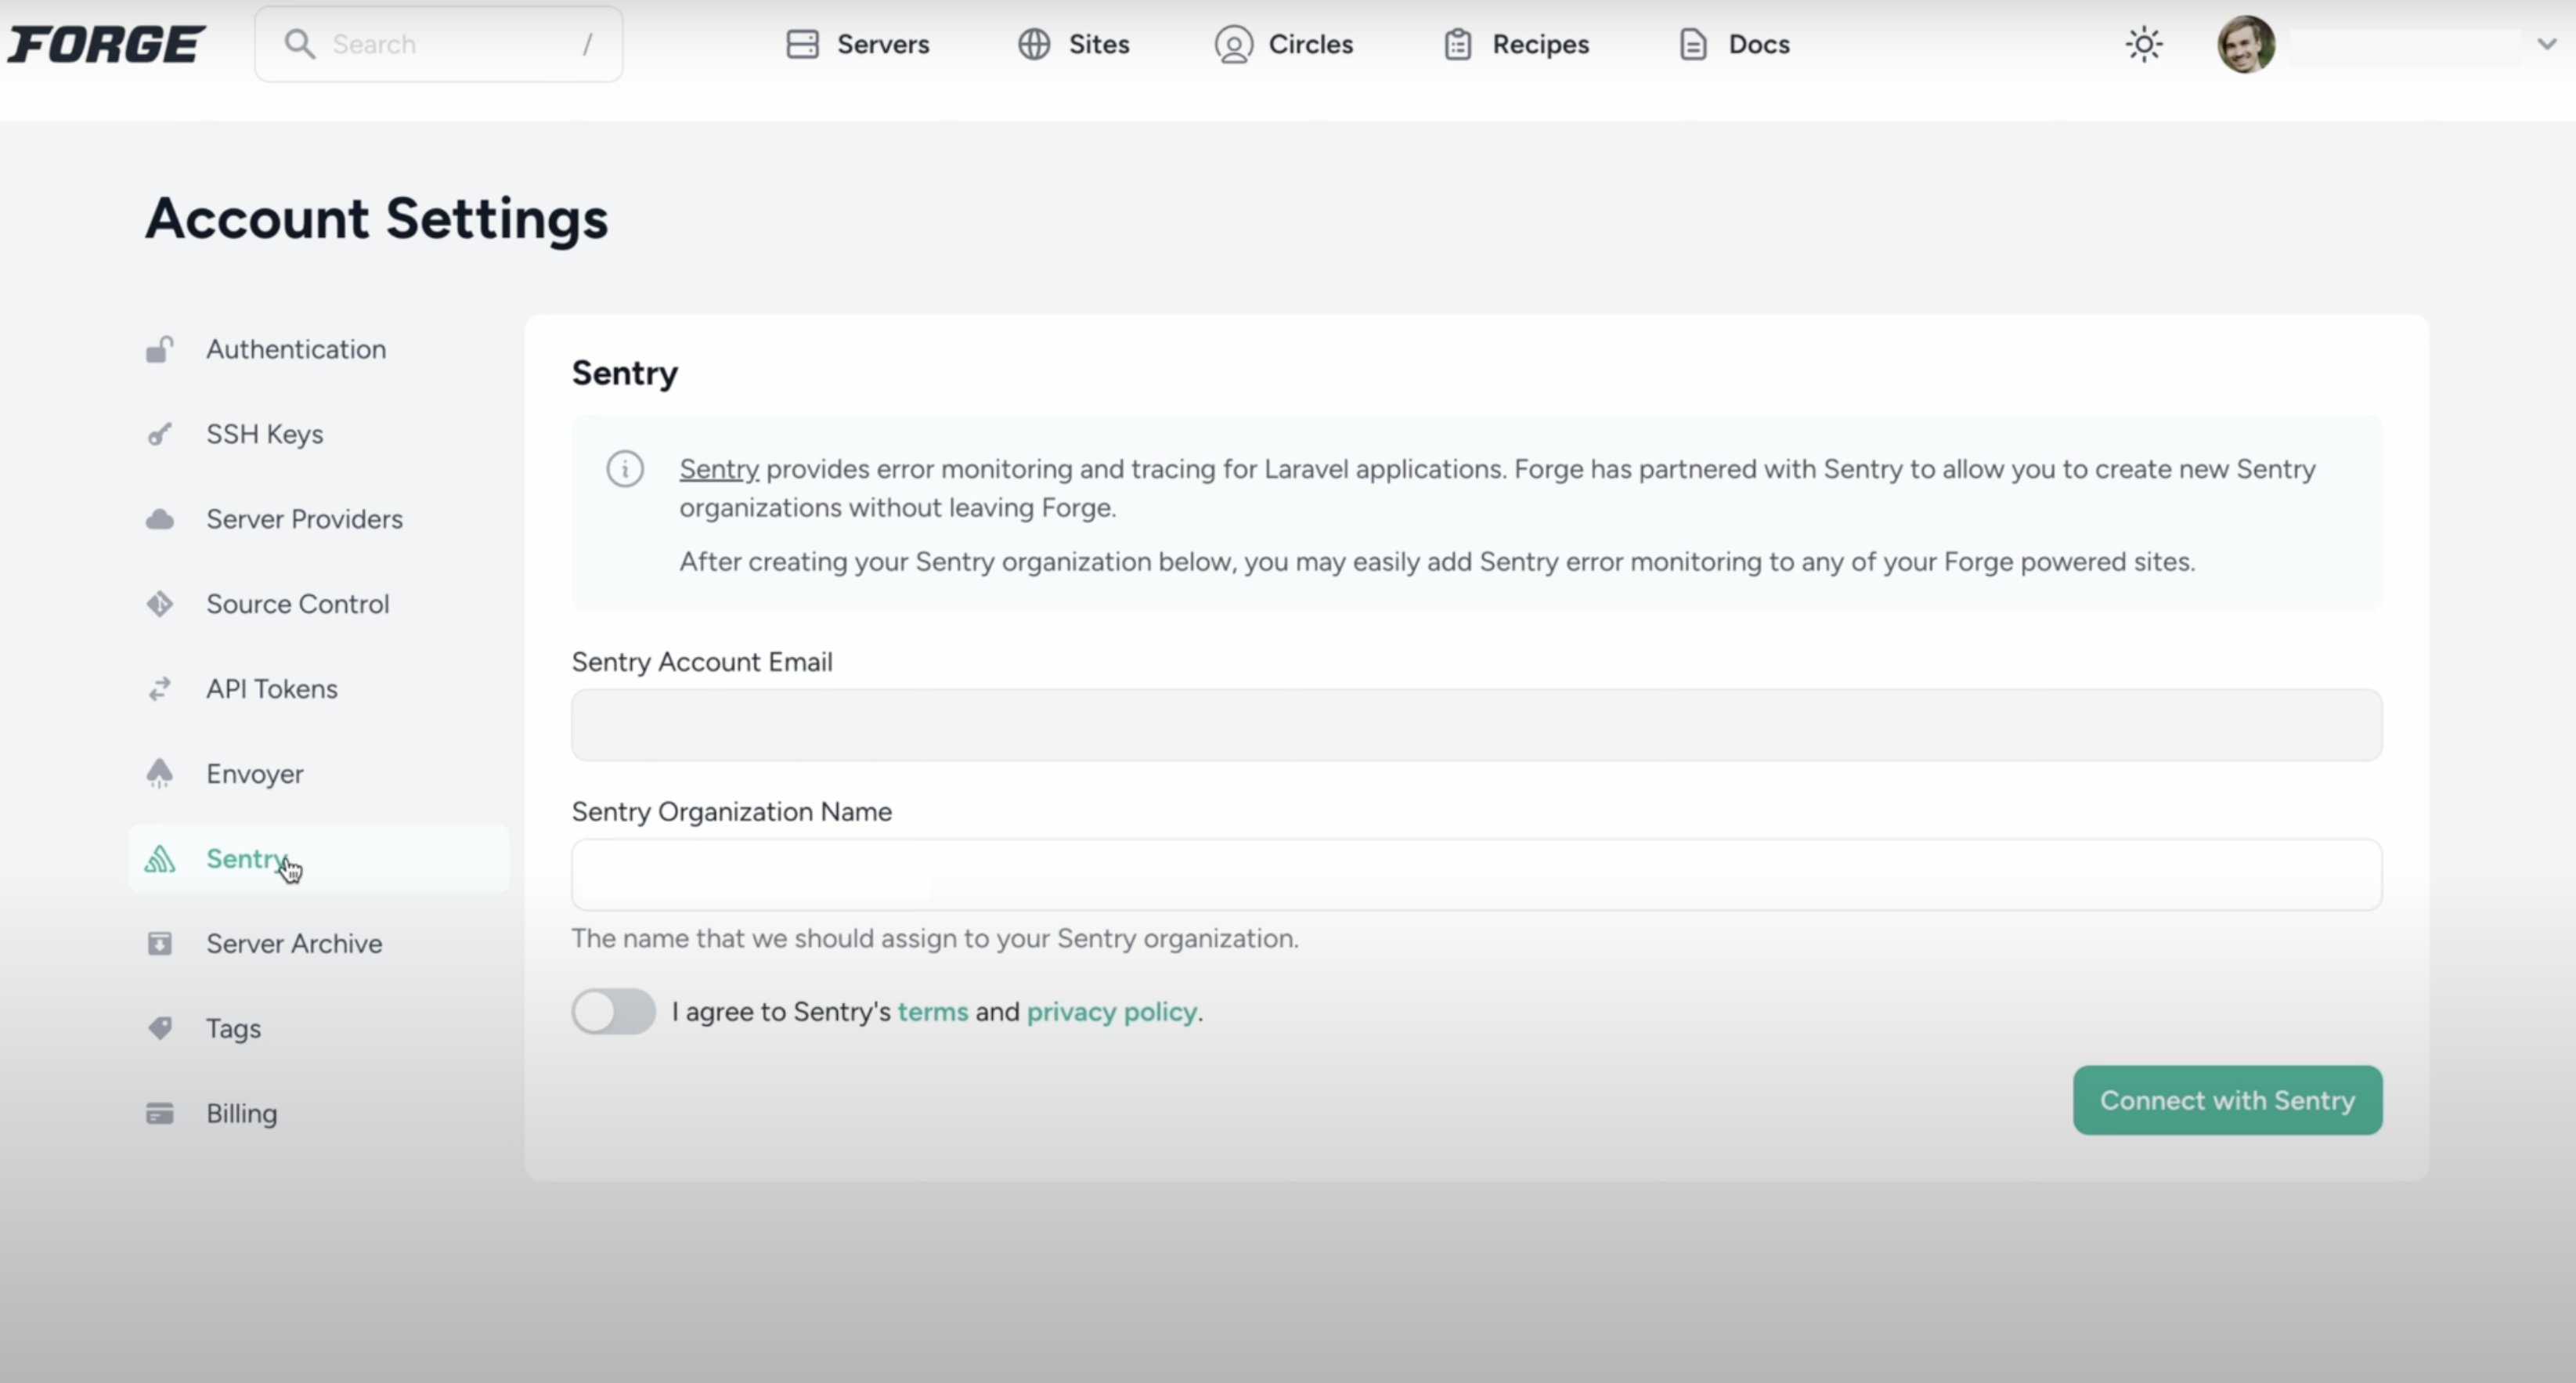 FORGE
Search /
Servers
Sites
Circles
Recipes
Docs
Account Settings
Authentication
SSH Keys
Server Providers
Source Control
API Tokens
Envoyer
Sentry
Server Archive
Tags
Billing
Sentry
Sentry provides error monitoring and tracing for Laravel applications. Forge has partnered with Sentry to allow you to create new Sentry
organizations without leaving Forge.
After creating your Sentry organization below, you may easily add Sentry error monitoring to any of your Forge powered sites.
Sentry Account Email
Sentry Organization Name
The name that we should assign to your Sentry organization.
I agree to Sentry's terms and privacy policy.
Connect with Sentry